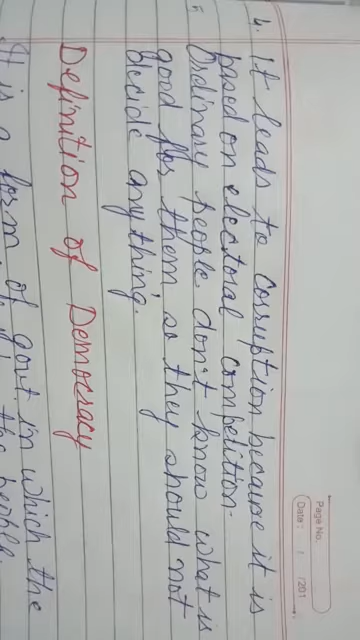 Page No.
Date : / /201
4. It leads to corruption because it is
based on electoral competition.
5. Ordinary people don't know what is
good for them so they should not
decide anything.
Definition of Democracy
It is a form of govt in which the
the people